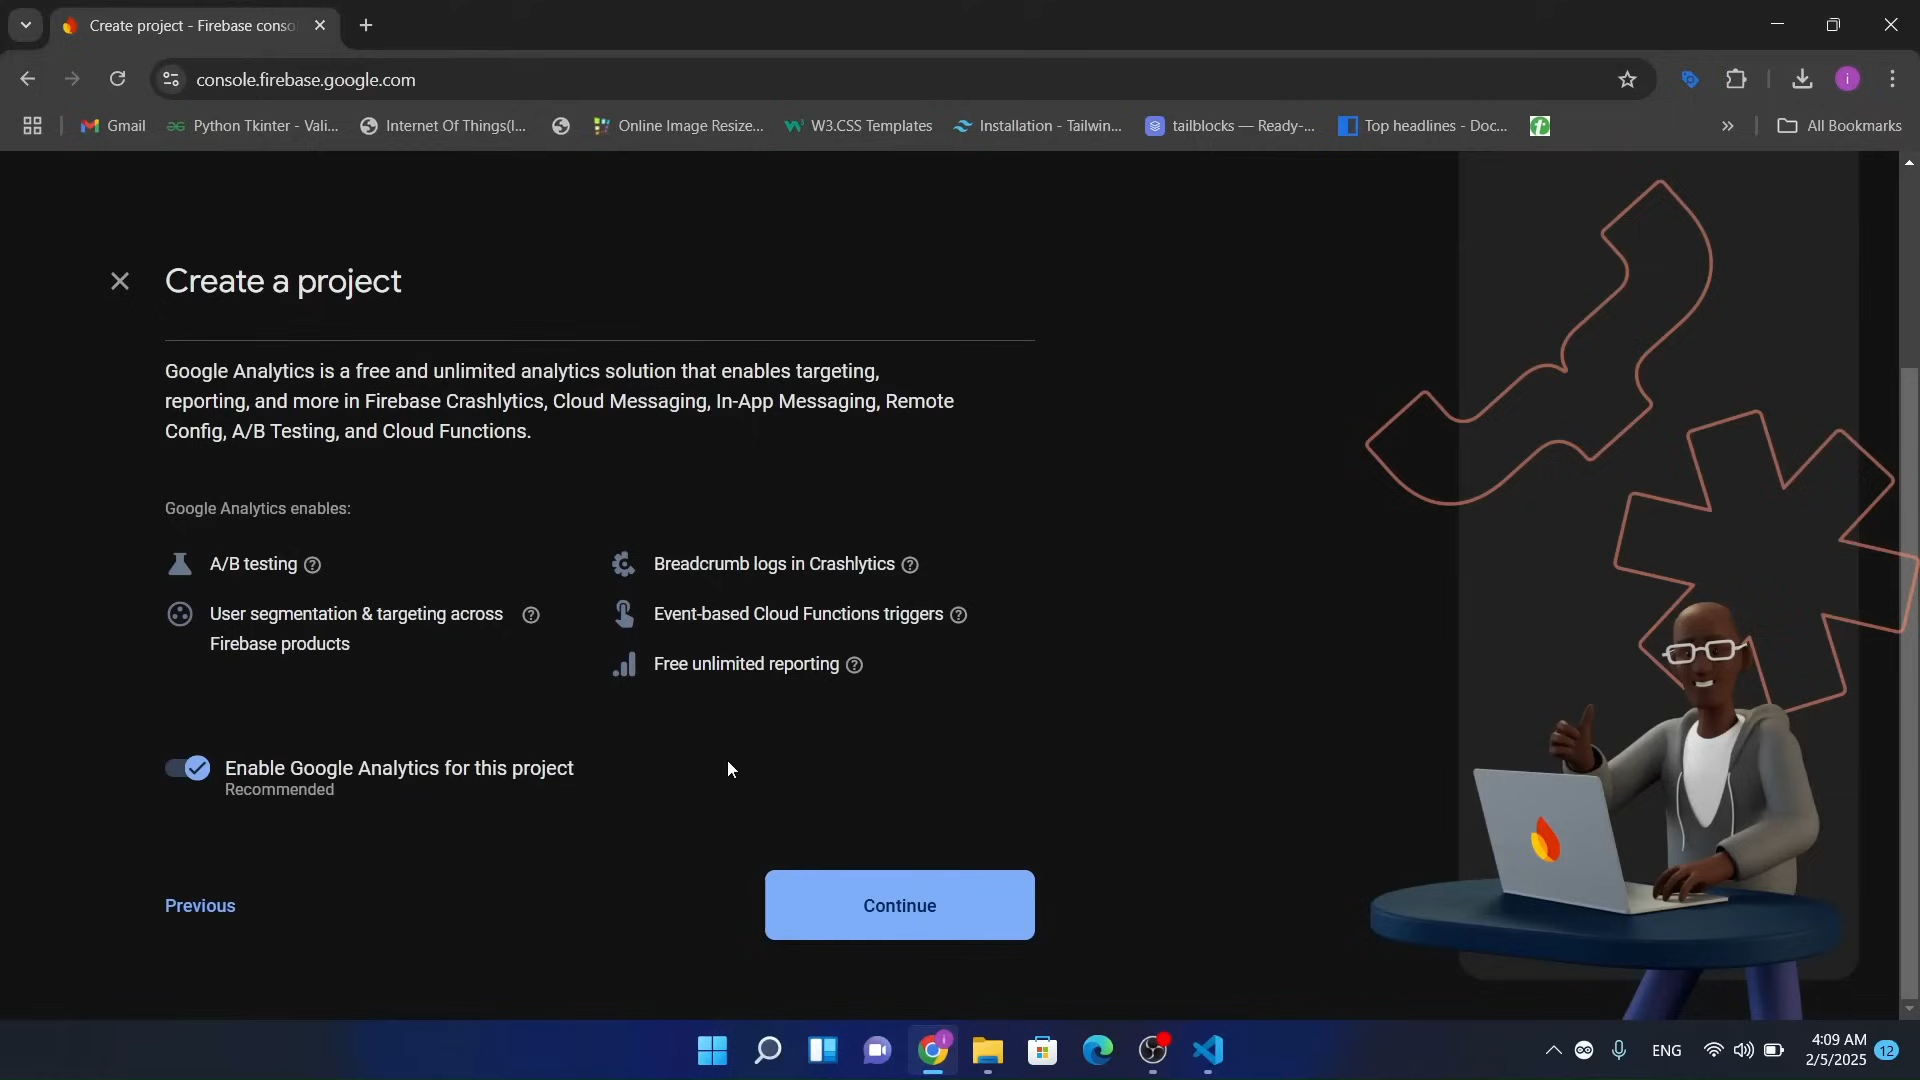 Create project - Firebase conso
console.firebase.google.com
i
Gmail
Python Tkinter - Vali...
Internet Of Things(I...
Online Image Resize...
W3.CSS Templates
Installation - Tailwin...
tailblocks — Ready-...
Top headlines - Doc...
All Bookmarks
Create a project
Google Analytics is a free and unlimited analytics solution that enables targeting,
reporting, and more in Firebase Crashlytics, Cloud Messaging, In-App Messaging, Remote
Config, A/B Testing, and Cloud Functions.
Google Analytics enables:
A/B testing
Breadcrumb logs in Crashlytics
User segmentation & targeting across
Firebase products
Event-based Cloud Functions triggers
Free unlimited reporting
Enable Google Analytics for this project
Recommended
Previous
Continue
ENG
4:09 AM
2/5/2025
12